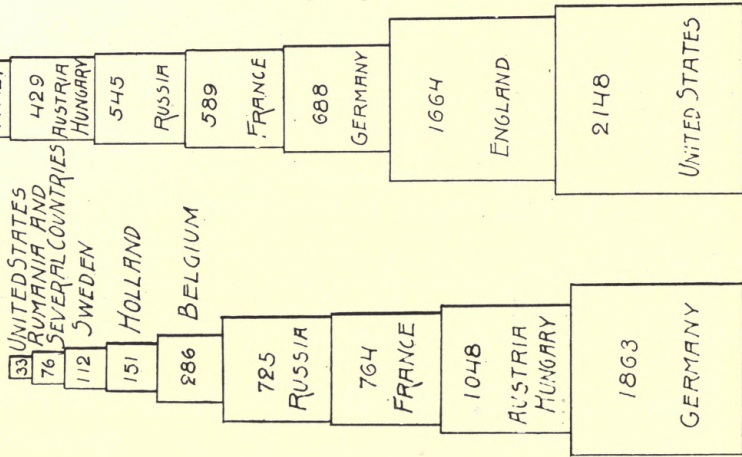 429
AUSTRIA
HUNGARY
545
RUSSIA
589
FRANCE
688
GERMANY
1664
ENGLAND
2148
UNITED STATES
33
UNITED STATES
76
RUMANIA AND
SEVERAL COUNTRIES
112
SWEDEN
151
HOLLAND
286
BELGIUM
725
RUSSIA
764
FRANCE
1048
AUSTRIA
HUNGARY
1863
GERMANY